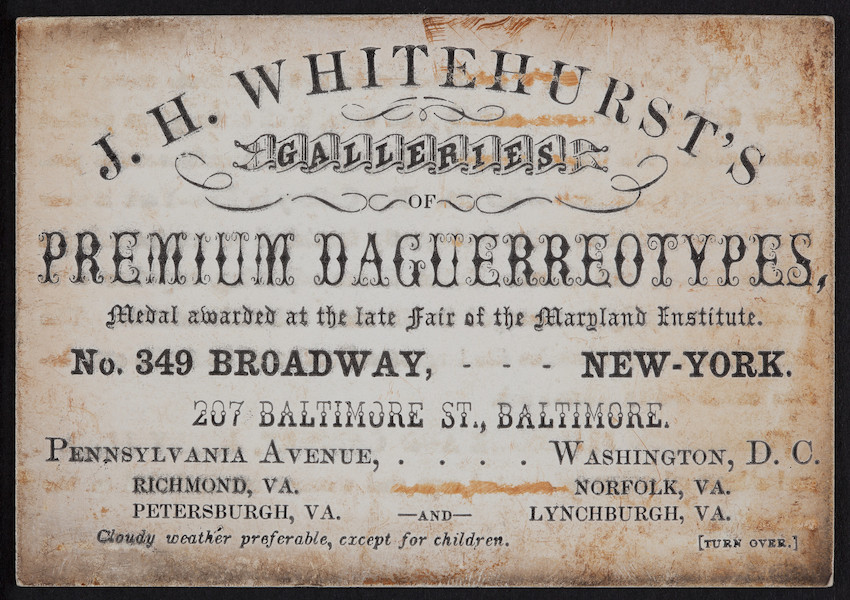 J. H. WHITEHURST'S
GALLERIES
OF
PREMIUM DAGUERREOTYPES,
Medal awarded at the late Fair of the Maryland Institute.
No. 349 BROADWAY, - - - NEW-YORK.
207 BALTIMORE ST., BALTIMORE.
PENNSYLVANIA AVENUE, . . . . WASHINGTON, D. C.
RICHMOND, VA. NORFOLK, VA.
PETERSBURGH, VA. —AND— LYNCHBURGH, VA.
Cloudy weather preferable, except for children. [TURN OVER.]